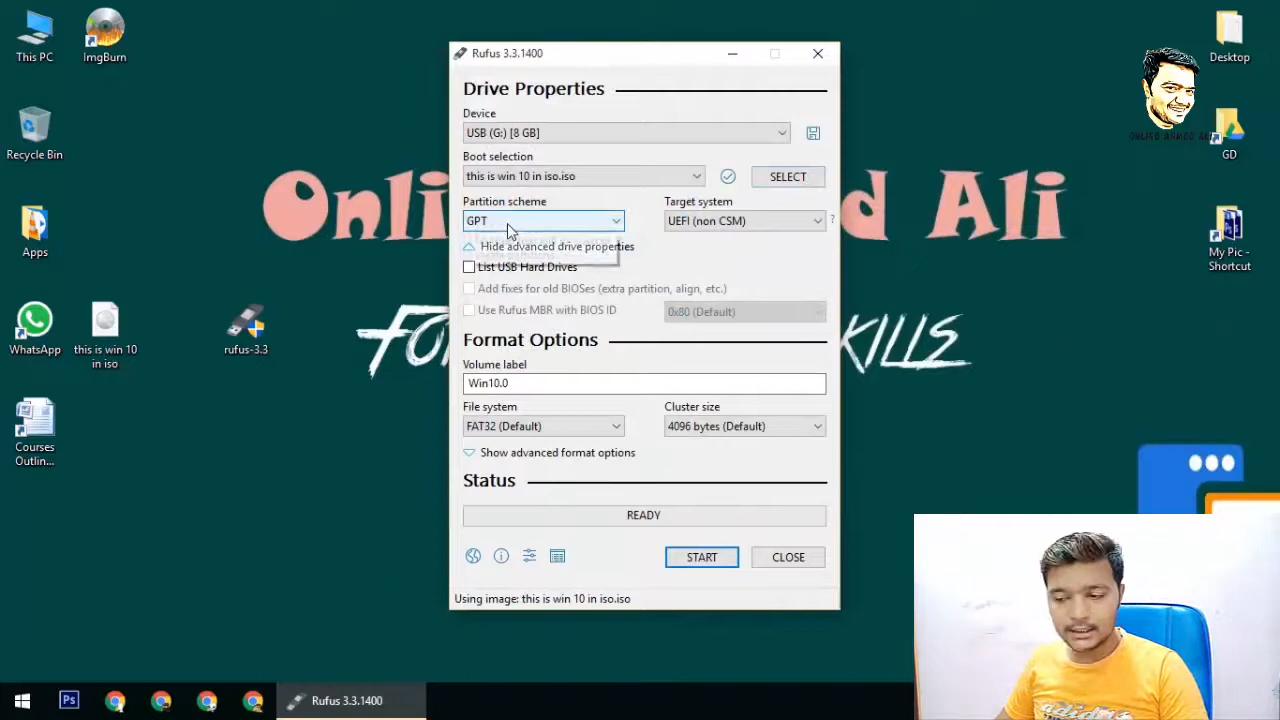 This PC
ImgBurn
Recycle Bin
Apps
WhatsApp
this is win 10
in iso
rufus-3.3
Courses
Outlin...
Onli
d Ali
FO
KILLS
Rufus 3.3.1400
Drive Properties
Device
USB (G:) [8 GB]
Boot selection
this is win 10 in iso.iso
SELECT
Partition scheme
Target system
GPT
UEFI (non CSM)
?
Hide advanced drive properties
List USB Hard Drives
Add fixes for old BIOSes (extra partition, align, etc.)
Use Rufus MBR with BIOS ID
0x80 (Default)
Format Options
Volume label
Win10.0
File system
Cluster size
FAT32 (Default)
4096 bytes (Default)
Show advanced format options
Status
READY
START
CLOSE
Using image: this is win 10 in iso.iso
Desktop
GD
My Pic -
Shortcut
Ps
Rufus 3.3.1400
adidas